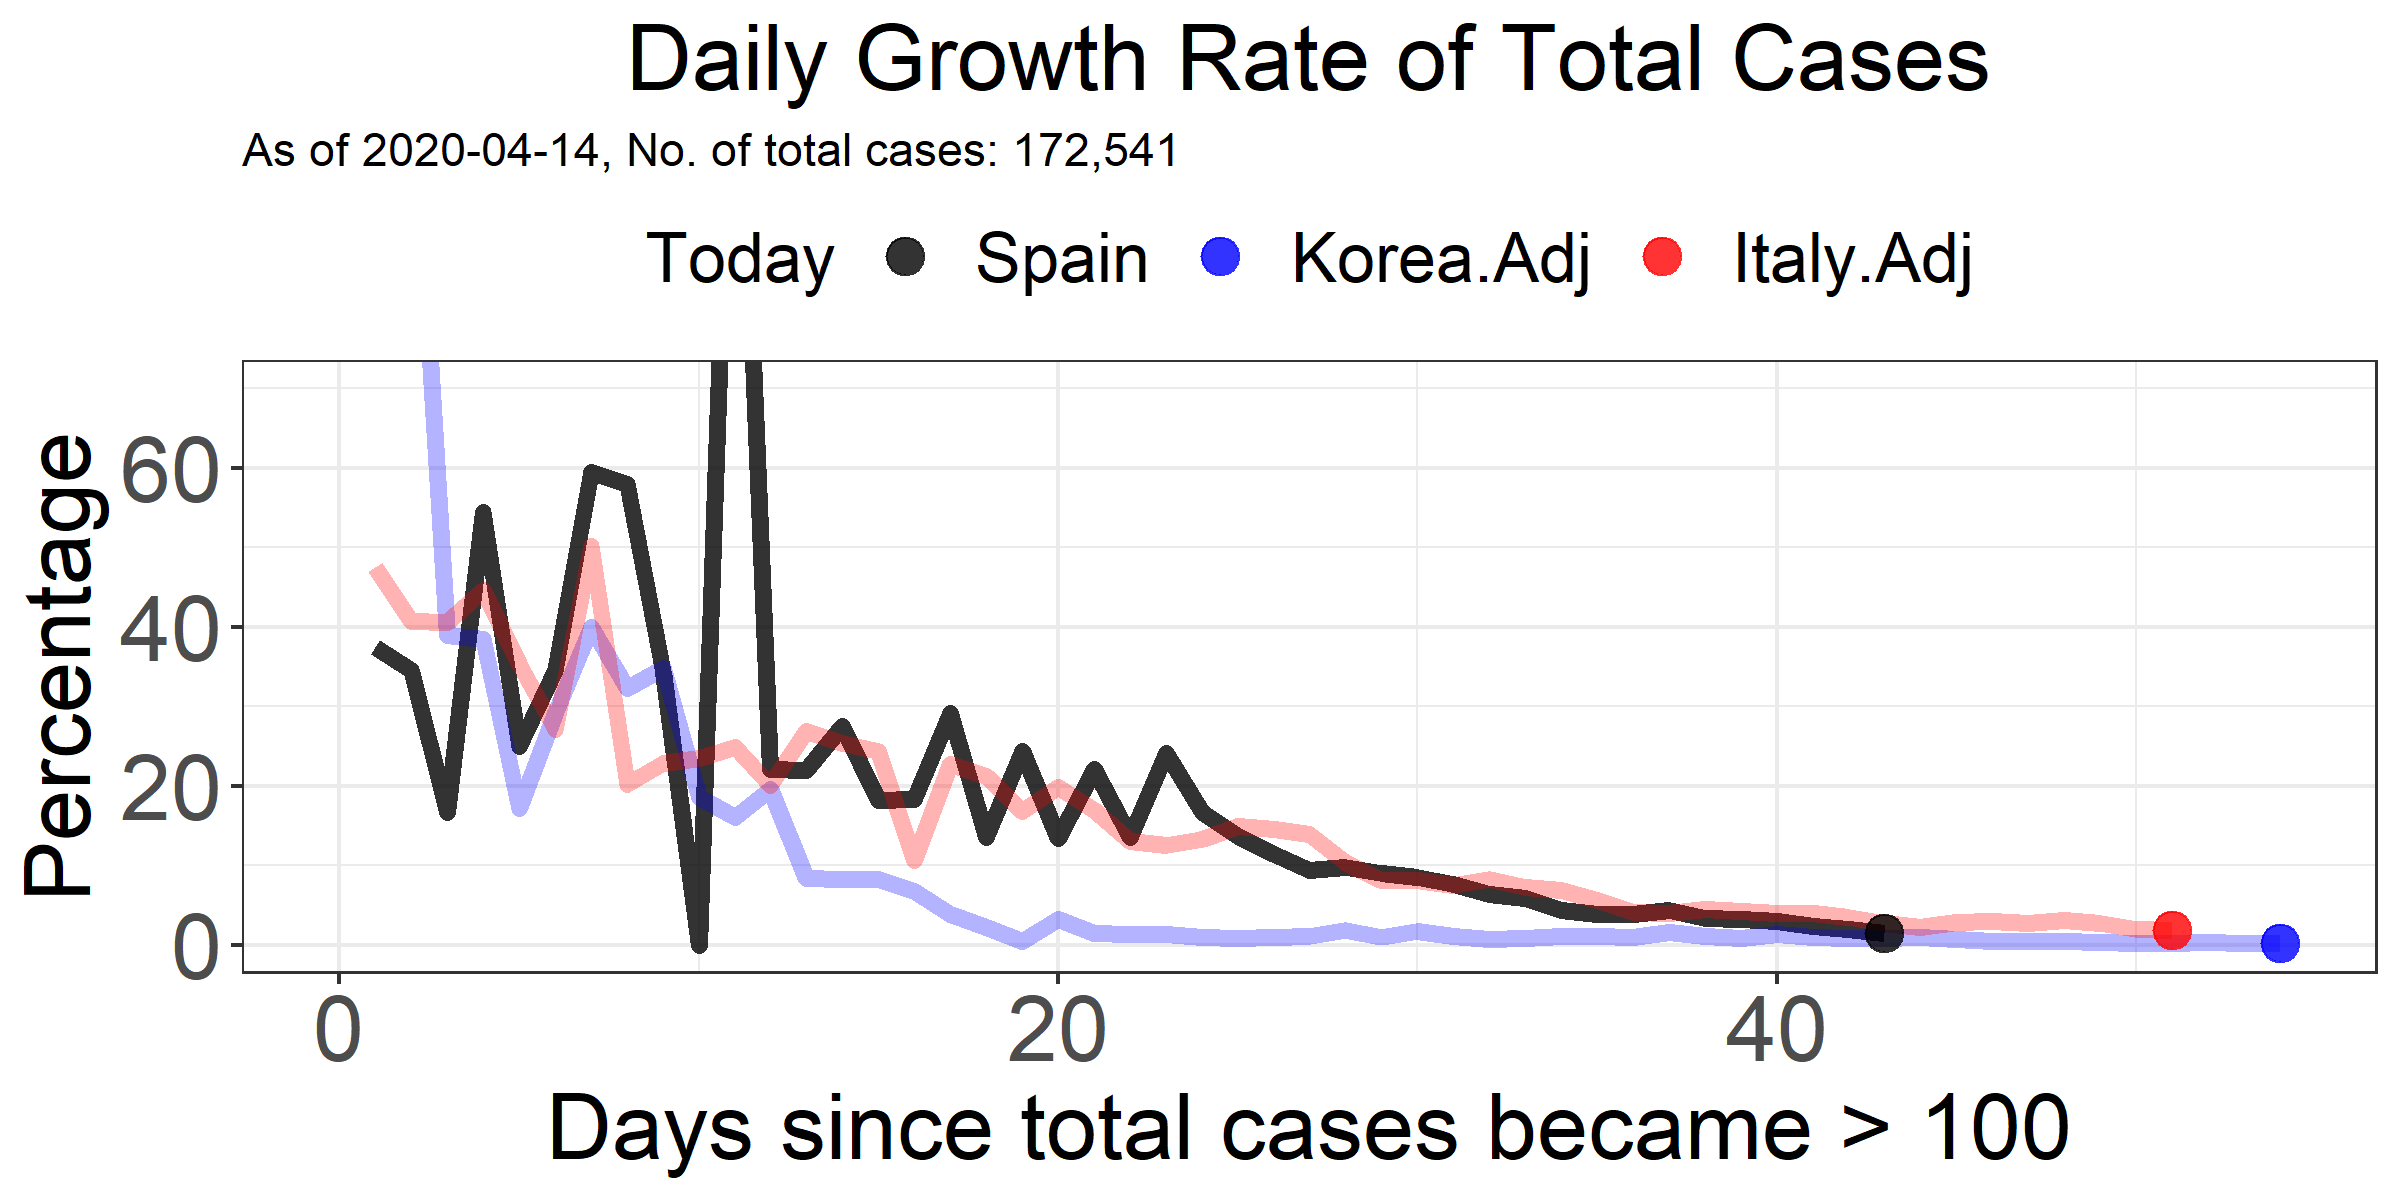 Daily Growth Rate of Total Cases
As of 2020-04-14, No. of total cases: 172,541
Today Spain Korea.Adj Italy.Adj
Percentage
60
40
20
0
0 20 40
Days since total cases became > 100